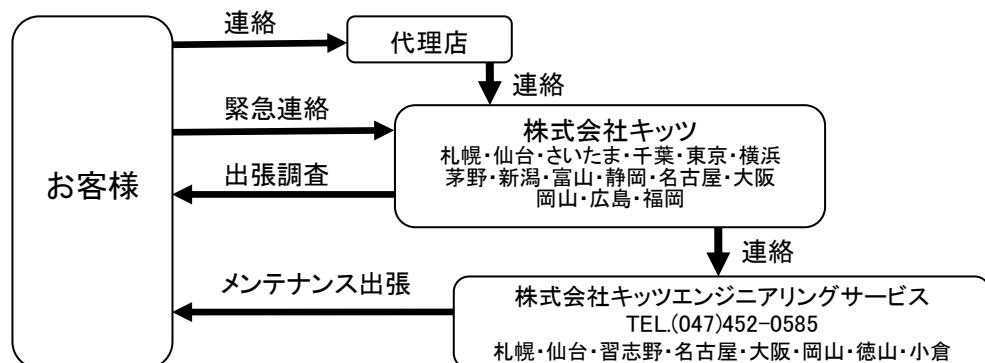 連絡
代理店
連絡
緊急連絡
株式会社キッツ
札幌・仙台・さいたま・千葉・東京・横浜
茅野・新潟・富山・静岡・名古屋・大阪
岡山・広島・福岡
お客様
出張調査
連絡
メンテナンス出張
株式会社キッツエンジニアリングサービス
TEL.(047)452-0585
札幌・仙台・習志野・名古屋・大阪・岡山・徳山・小倉